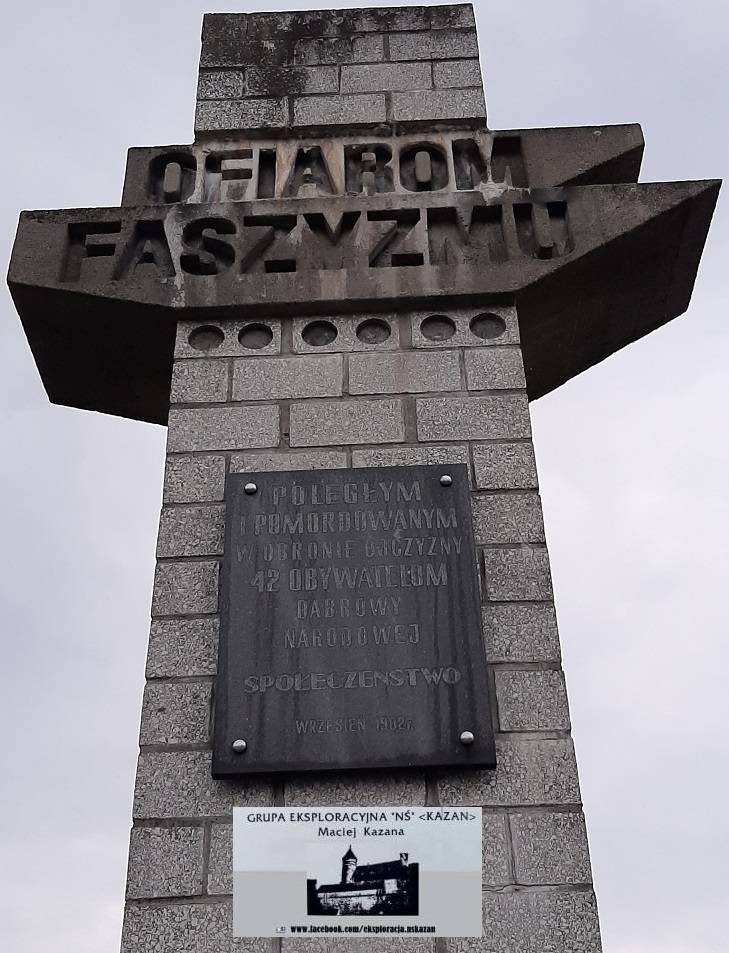 OFIAROM
FASZYZMU
POLEGŁYM
I POMORDOWANYM
W OBRONIE OJCZYZNY
42 OBYWATELOM
DĄBROWY
NARODOWEJ
SPOŁECZEŃSTWO
WRZESIEŃ 1982r.
GRUPA EKSPLORACYJNA "NŚ" <KAZAN>
Maciej Kazana
www.facebook.com/eksploracja.nskazan